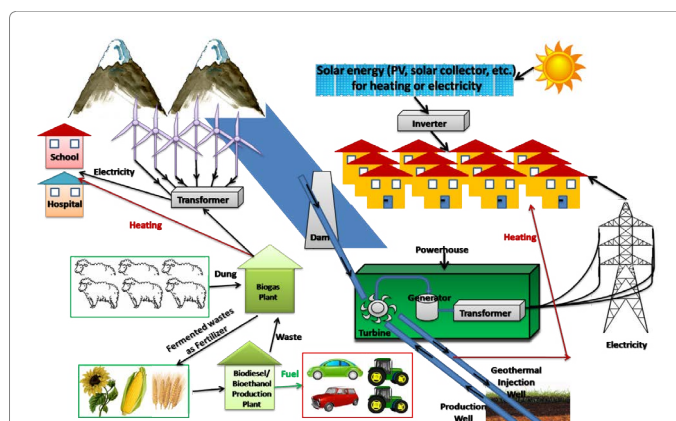 Solar energy (PV, solar collector, etc.)
for heating or electricity
Inverter
School
Electricity
Hospital
Transformer
Heating
Dam
Dung
Biogas
Plant
Powerhouse
Heating
Generator
Transformer
Turbine
Electricity
Fermented wastes
as Fertilizer
Waste
Geothermal
Injection
Well
Production
Well
Biodiesel/
Bioethanol
Production
Plant
Fuel